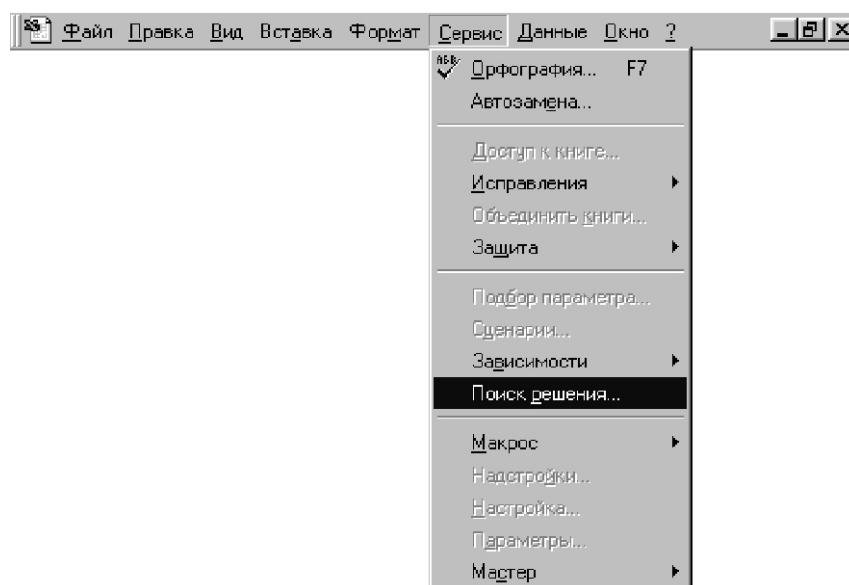 Файл Правка Вид Вставка Формат Сервис Данные Окно ?
Орфография... F7
Автозамена...
Доступ к книге...
Исправления
Объединить книги...
Защита
Подбор параметра...
Сценарии...
Зависимости
Поиск решения...
Макрос
Надстройки...
Настройка...
Параметры...
Мастер